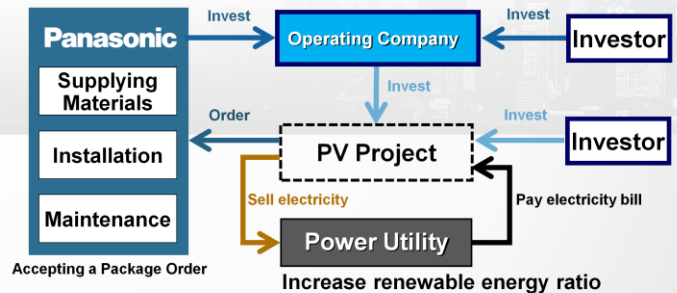 Panasonic
Supplying
Materials
Installation
Maintenance
Accepting a Package Order
Invest
Operating Company
Invest
Investor
Invest
Order
PV Project
Invest
Investor
Sell electricity
Pay electricity bill
Power Utility
Increase renewable energy ratio